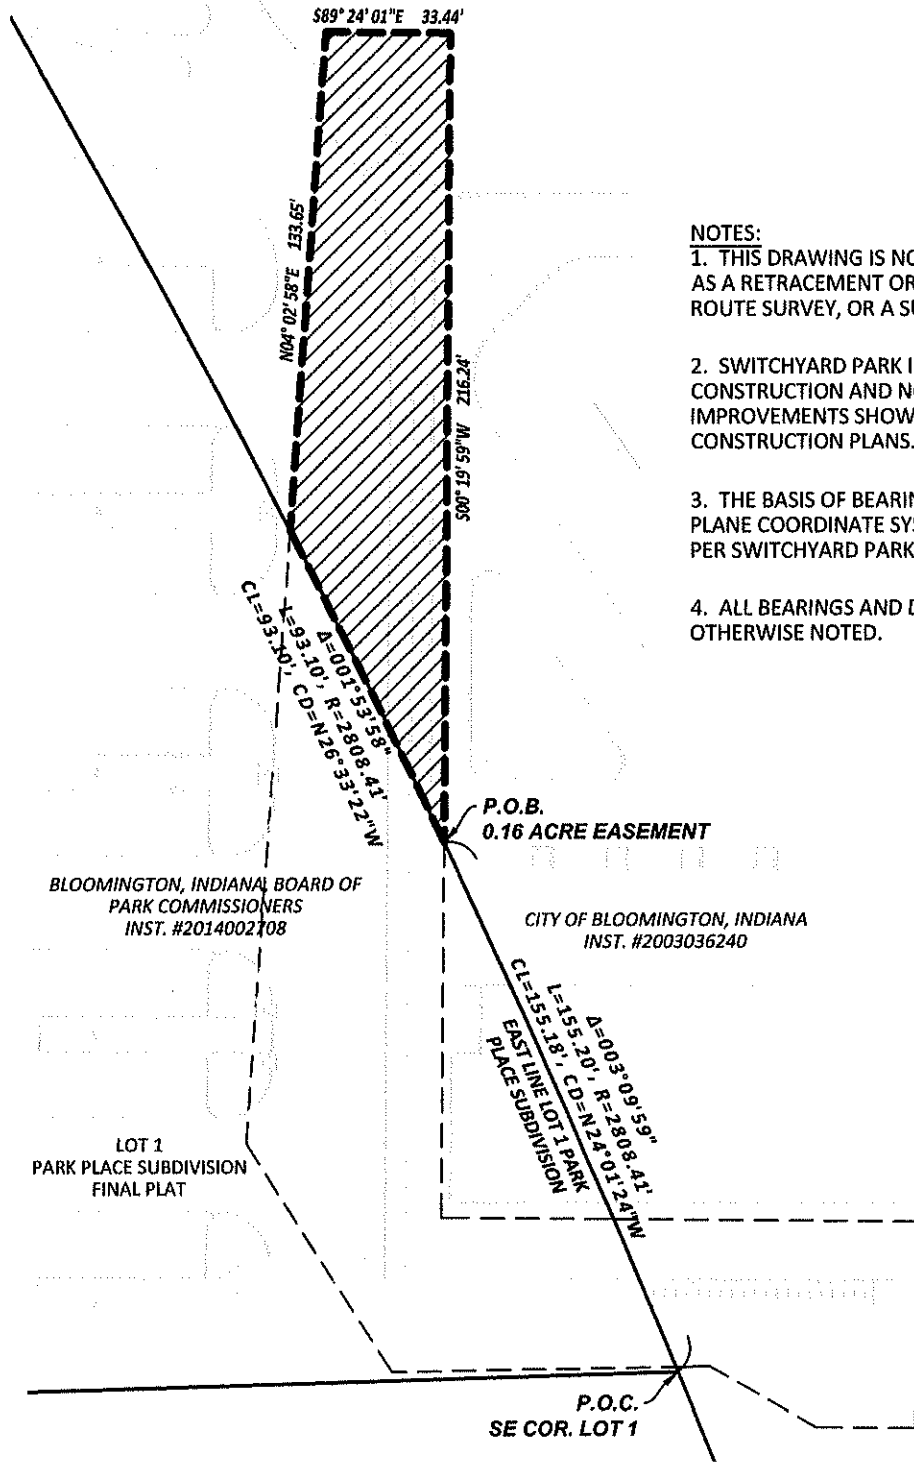 S89° 24' 01"E 33.44'
N04° 02' 58"E 133.65'
S00° 19' 59"W 216.24'
NOTES:
1. THIS DRAWING IS NO
AS A RETRACEMENT OR
ROUTE SURVEY, OR A SU
2. SWITCHYARD PARK I
CONSTRUCTION AND NO
IMPROVEMENTS SHOW
CONSTRUCTION PLANS.
3. THE BASIS OF BEARIN
PLANE COORDINATE SYS
PER SWITCHYARD PARK
4. ALL BEARINGS AND D
OTHERWISE NOTED.
Δ=001°53'58"
L=93.10', R=2808.41'
CL=93.10', CD=N26°33'22"W
P.O.B.
0.16 ACRE EASEMENT
BLOOMINGTON, INDIANA BOARD OF
PARK COMMISSIONERS
INST. #2014002708
CITY OF BLOOMINGTON, INDIANA
INST. #2003036240
Δ=003°09'59"
L=155.20', R=2808.41'
CL=155.18', CD=N24°01'24"W
EAST LINE LOT 1 PARK
PLACE SUBDIVISION
LOT 1
PARK PLACE SUBDIVISION
FINAL PLAT
P.O.C.
SE COR. LOT 1